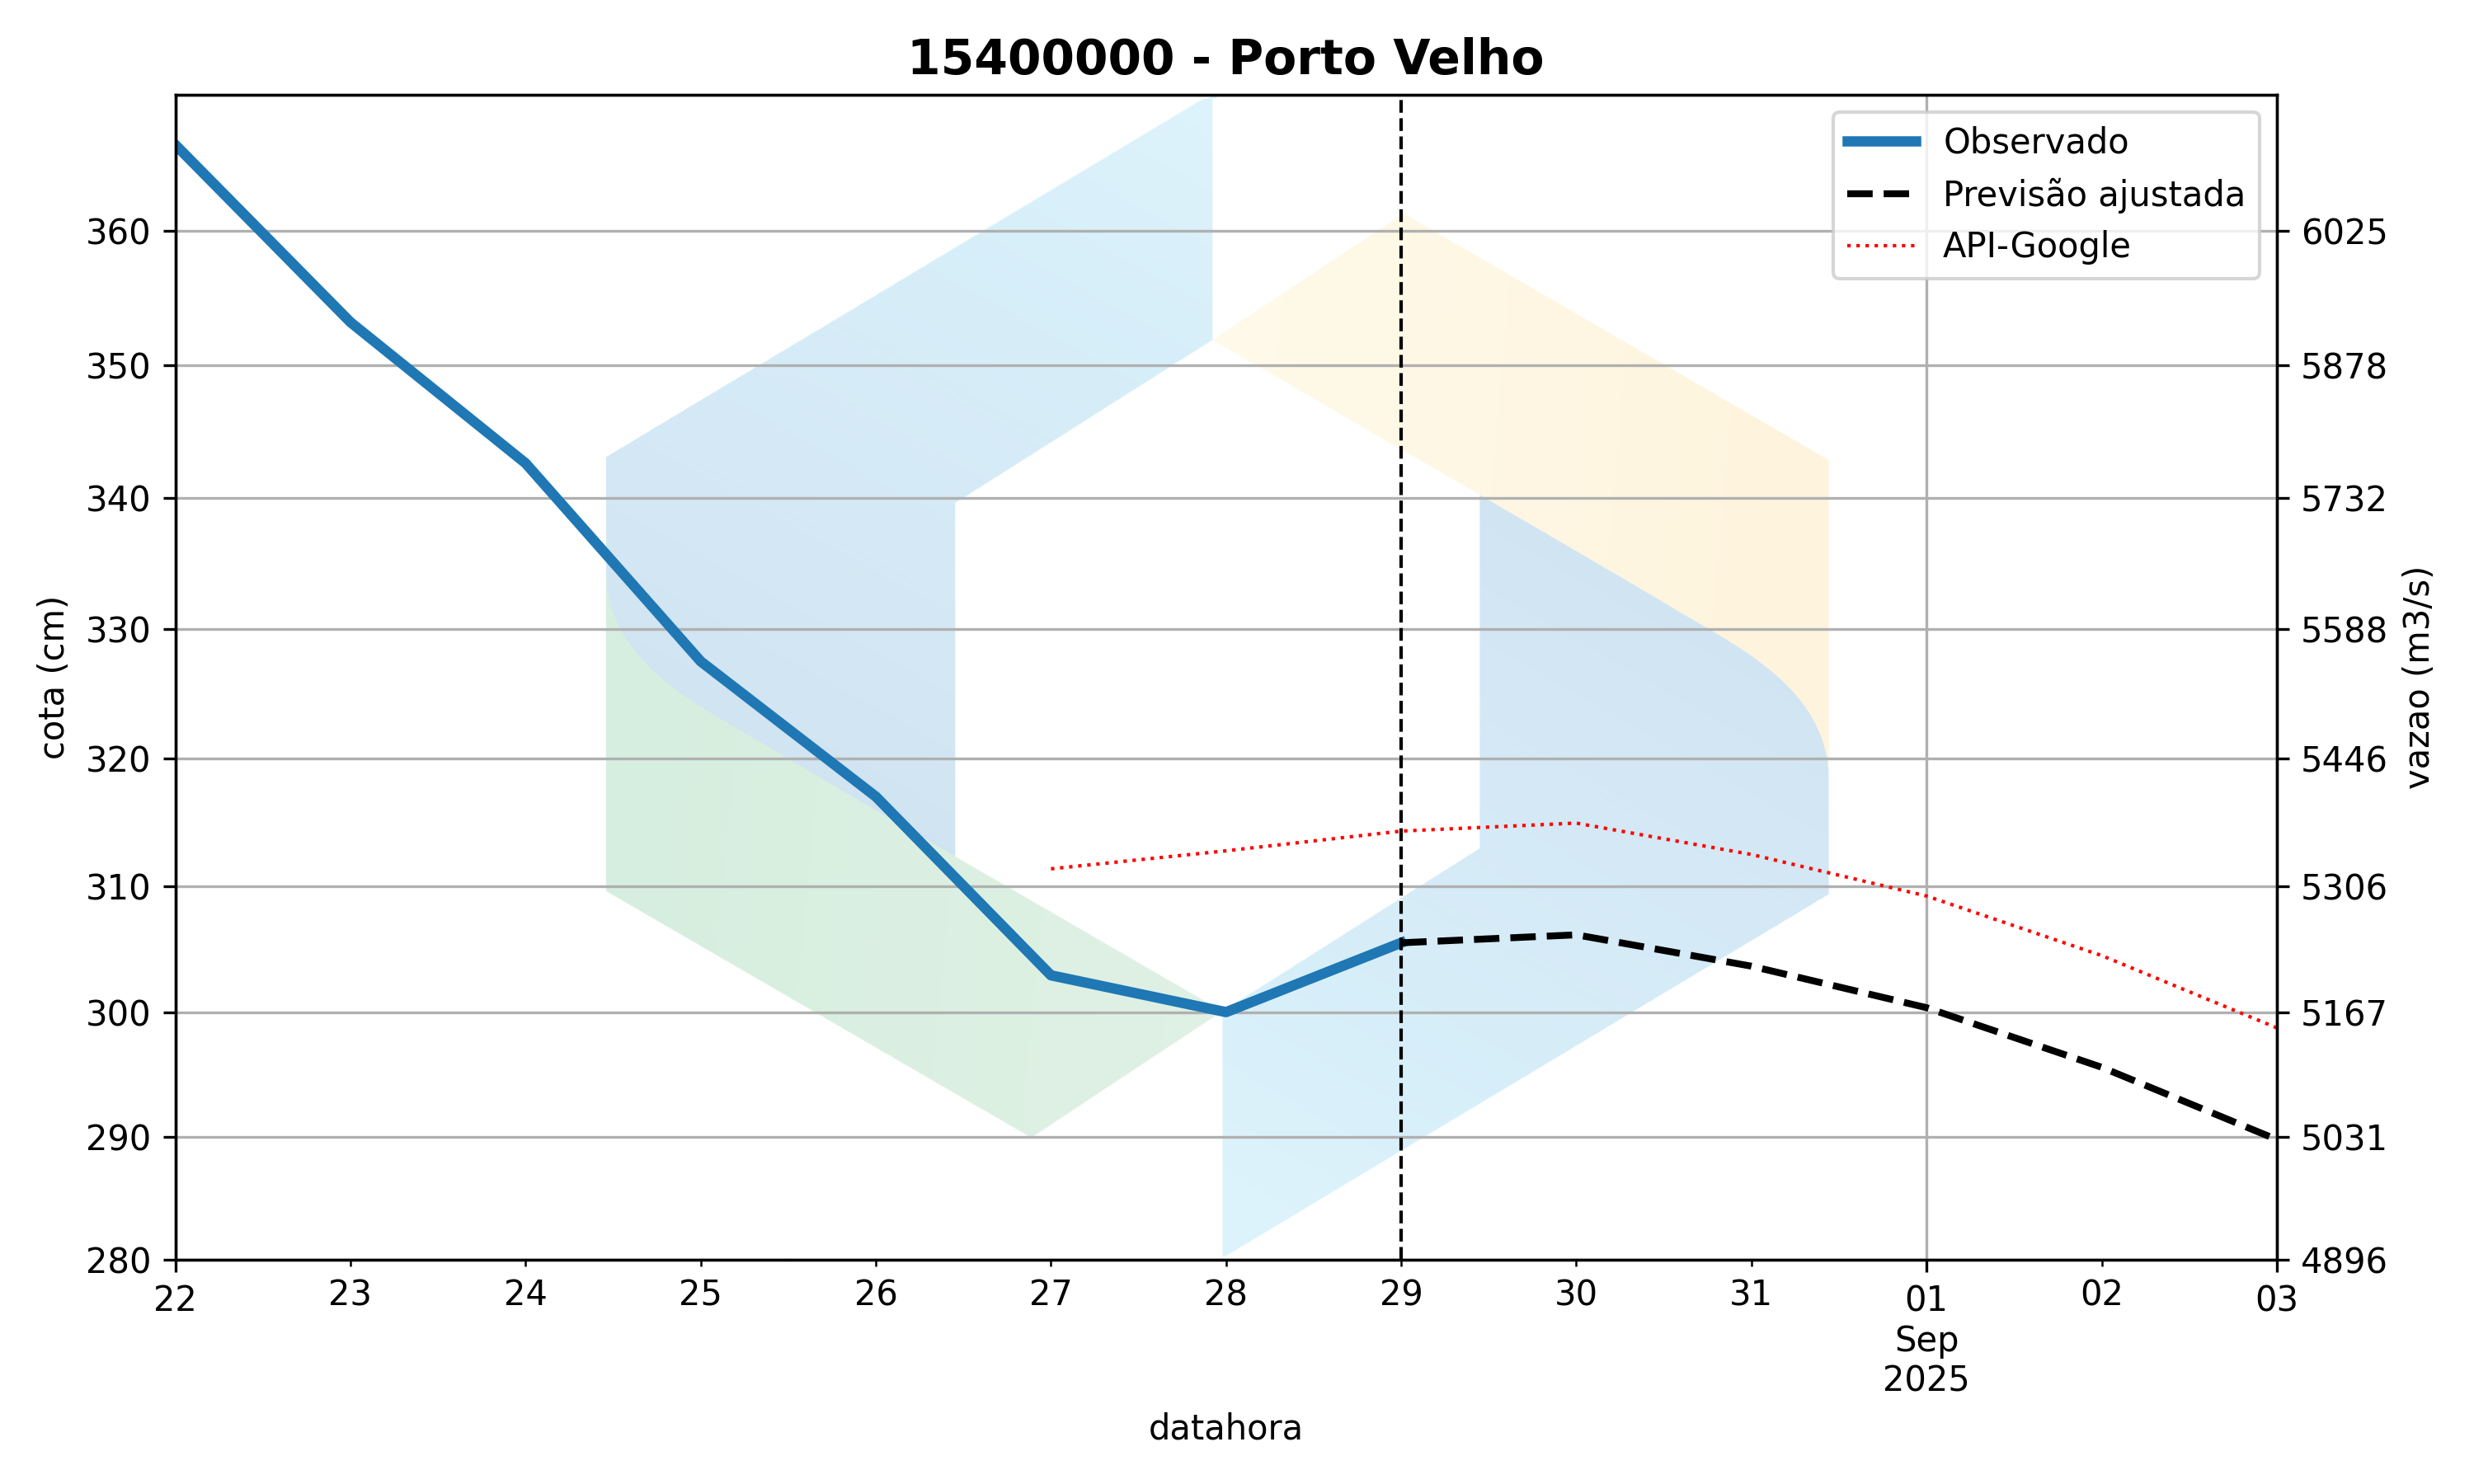 15400000 - Porto Velho
Observado
Previsão ajustada
API-Google
cota (cm)
360
350
340
330
320
310
300
290
280
6025
5878
5732
5588
5446
5306
5167
5031
4896
vazao (m3/s)
22 23 24 25 26 27 28 29 30 31 01 02 03
Sep
2025
datahora